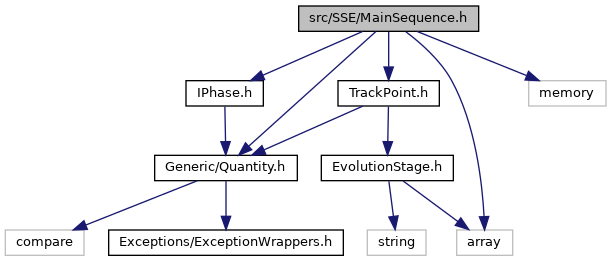 src/SSE/MainSequence.h
IPhase.h
TrackPoint.h
memory
Generic/Quantity.h
EvolutionStage.h
compare
Exceptions/ExceptionWrappers.h
string
array